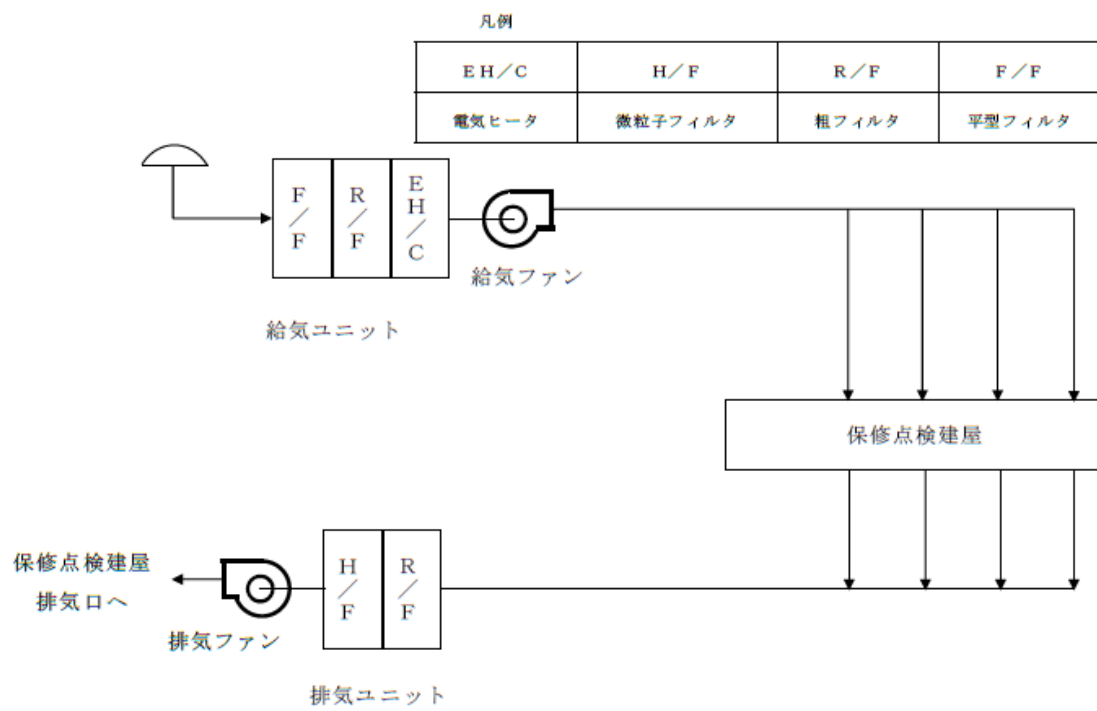 凡例
EH／C H／F R／F F／F
電気ヒータ 微粒子フィルタ 粗フィルタ 平型フィルタ
F／F R／F EH／C
給気ファン
給気ユニット
保修点検建屋
保修点検建屋
排気口へ
H／F R／F
排気ファン
排気ユニット